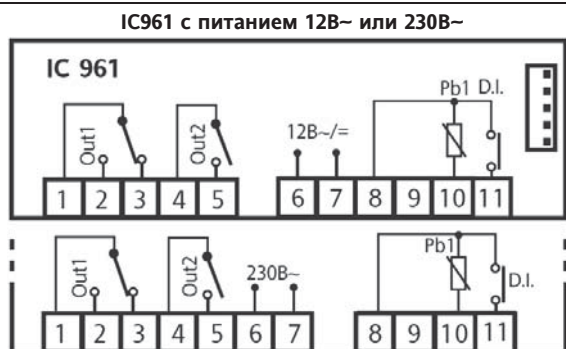 IC961 с питанием 12В~ или 230В~
IC 961
Pb1 D.I.
Out1 Out2 12В~/=
1 2 3 4 5 6 7 8 9 10 11
Pb1
Out1 Out2 230В~ D.I.
1 2 3 4 5 6 7 8 9 10 11